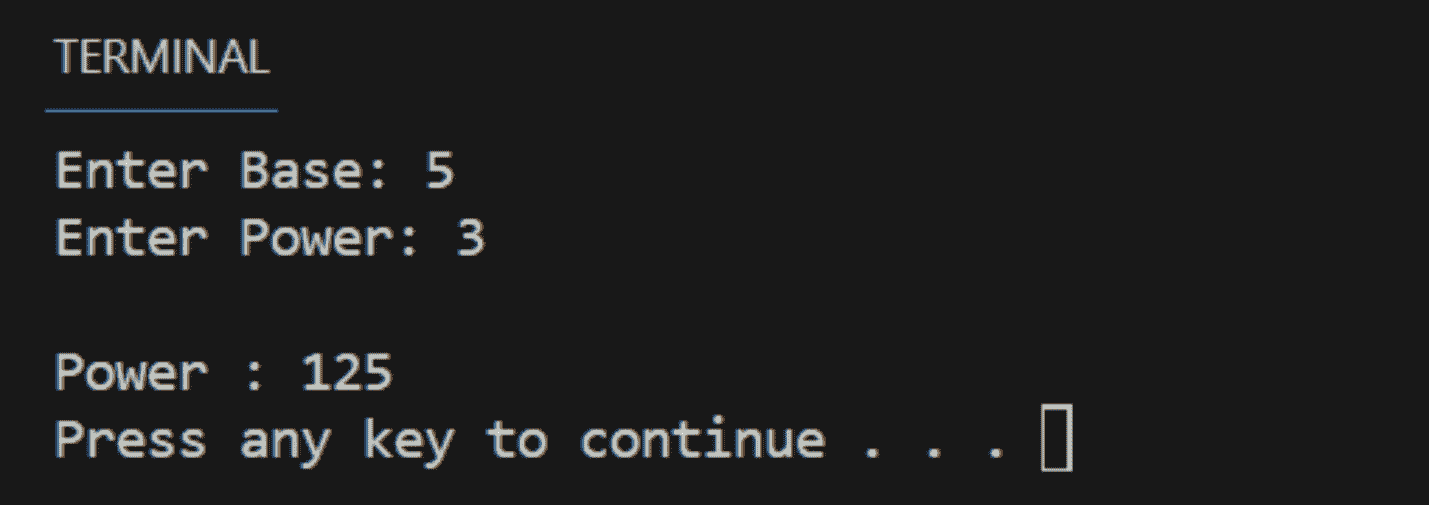 TERMINAL
Enter Base: 5
Enter Power: 3
Power : 125
Press any key to continue . . .